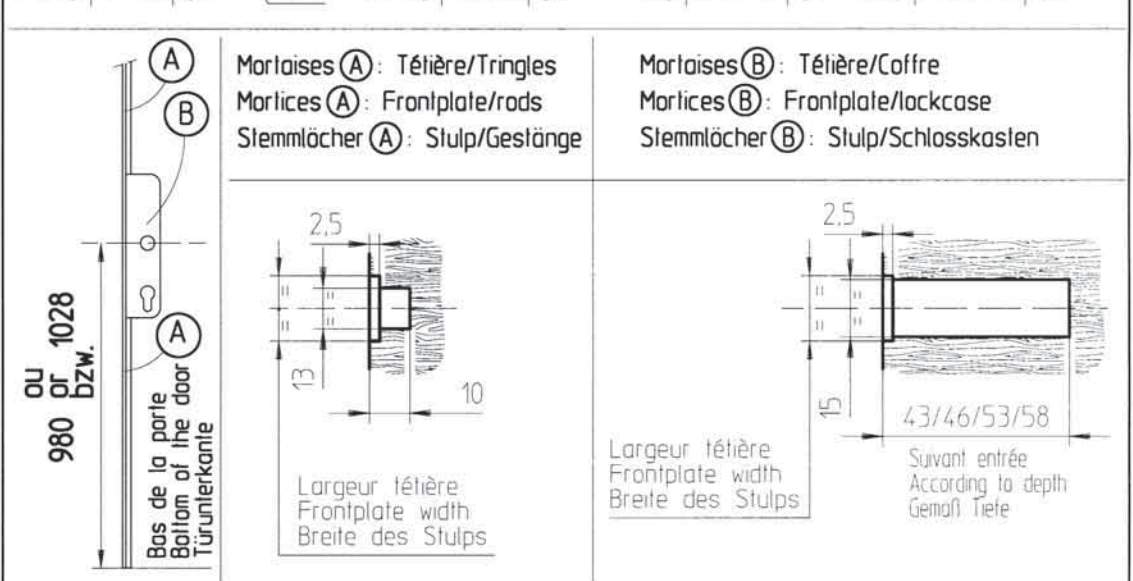 A
B
A
980 ou or bzw. 1028
Bas de la porte
Bottom of the door
Türunterkante
Mortaises A : Têtière/Tringles
Mortices A : Frontplate/rods
Stemmlöcher A : Stulp/Gestänge
Mortaises B : Têtière/Coffre
Mortices B : Frontplate/lockcase
Stemmlöcher B : Stulp/Schlosskasten
2,5
=
=
=
=
13
10
Largeur têtière
Frontplate width
Breite des Stulps
2,5
=
=
=
=
15
43/46/53/58
Largeur têtière
Frontplate width
Breite des Stulps
Suivant entrée
According to depth
Gemäß Tiefe